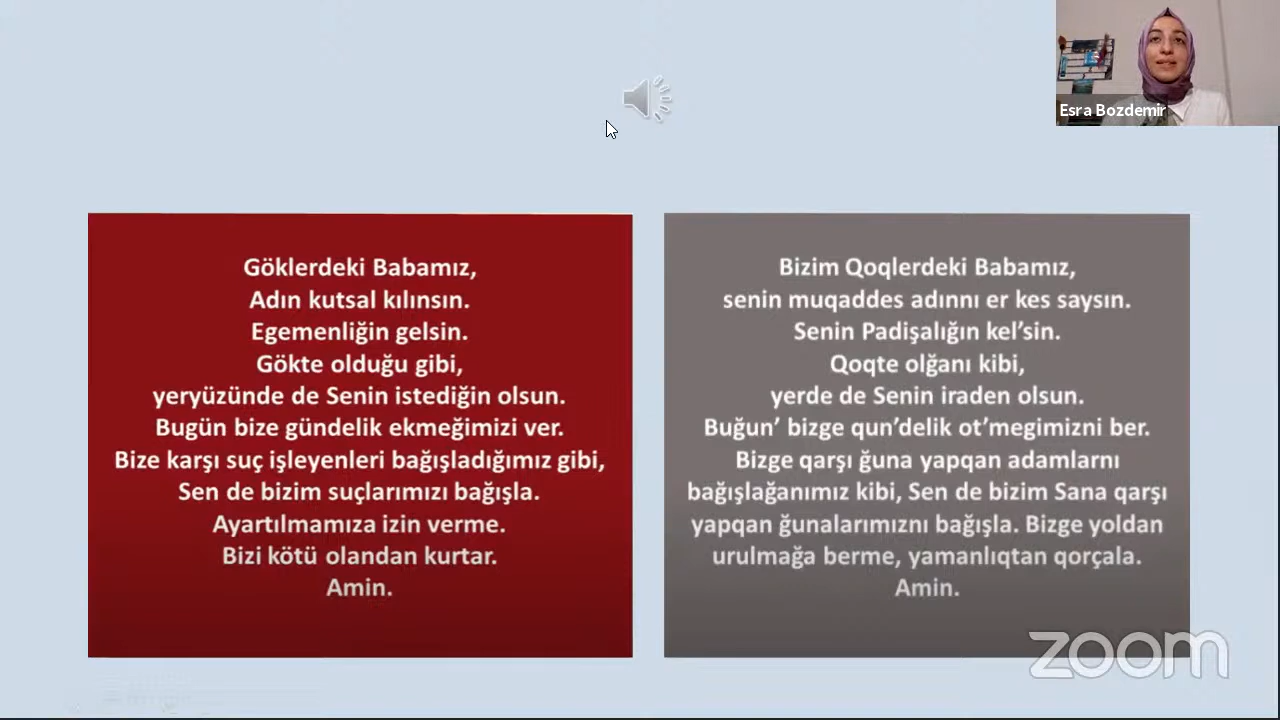 Esra Bozdemir
Göklerdeki Babamız,
Adın kutsal kılınsın.
Egemenliğin gelsin.
Gökte olduğu gibi,
yeryüzünde de Senin istediğin olsun.
Bugün bize gündelik ekmeğimizi ver.
Bize karşı suç işleyenleri bağışladığımız gibi,
Sen de bizim suçlarımızı bağışla.
Ayartılmamıza izin verme.
Bizi kötü olandan kurtar.
Amin.
Bizim Qoqlerdeki Babamız,
senin muqaddes adınnı er kes saysın.
Senin Padişalığın kel’sin.
Qoqte olğanı kibi,
yerde de Senin iraden olsun.
Buğun’ bizge qun’delik ot’megimizni ber.
Bizge qarşı ğuna yapqan adamlarnı
bağışlağanımız kibi, Sen de bizim Sana qarşı
yapqan ğunalarımıznı bağışla. Bizge yoldan
urulmağa berme, yamanlıqtan qorçala.
Amin.
zoom